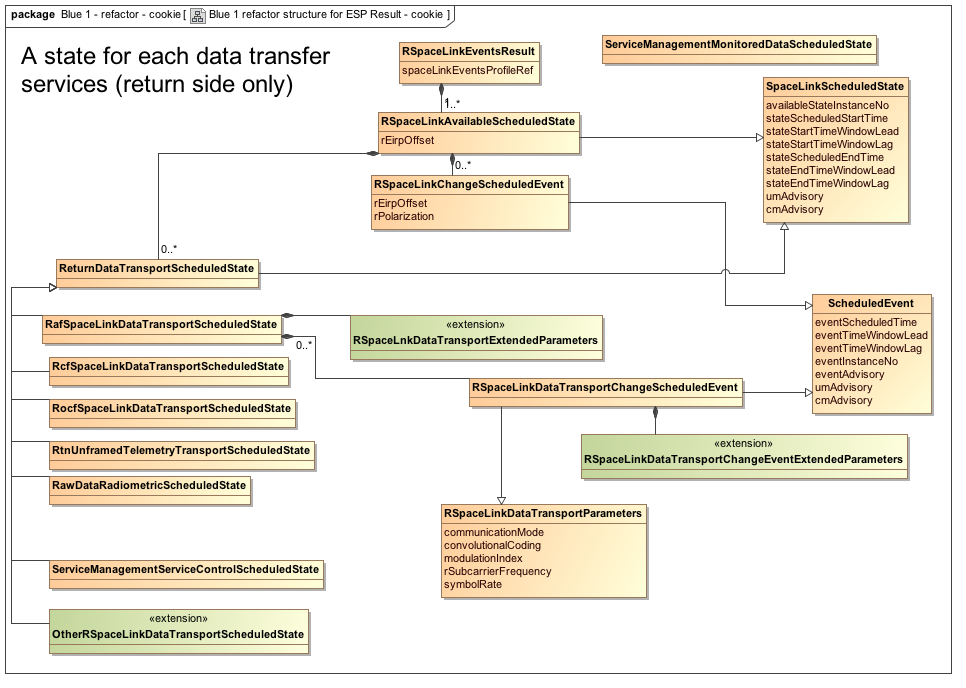 package Blue 1 - refactor - cookie [ Blue 1 refactor structure for ESP Result - cookie ]
A state for each data transfer
services (return side only)
RSpaceLinkEventsResult
spaceLinkEventsProfileRef
ServiceManagementMonitoredDataScheduledState
1..*
RSpaceLinkAvailableScheduledState
rEirpOffset
SpaceLinkScheduledState
availableStateInstanceNo
stateScheduledStartTime
stateStartTimeWindowLead
stateStartTimeWindowLag
stateScheduledEndTime
stateEndTimeWindowLead
stateEndTimeWindowLag
umAdvisory
cmAdvisory
0..*
RSpaceLinkChangeScheduledEvent
rEirpOffset
rPolarization
0..*
ReturnDataTransportScheduledState
ScheduledEvent
eventScheduledTime
eventTimeWindowLead
eventTimeWindowLag
eventInstanceNo
eventAdvisory
umAdvisory
cmAdvisory
RafSpaceLinkDataTransportScheduledState
0..*
«extension»
RSpaceLnkDataTransportExtendedParameters
RcfSpaceLinkDataTransportScheduledState
RSpaceLinkDataTransportChangeScheduledEvent
RocfSpaceLinkDataTransportScheduledState
«extension»
RSpaceLinkDataTransportChangeEventExtendedParameters
RtnUnframedTelemetryTransportScheduledState
RawDataRadiometricScheduledState
RSpaceLinkDataTransportParameters
communicationMode
convolutionalCoding
modulationIndex
rSubcarrierFrequency
symbolRate
ServiceManagementServiceControlScheduledState
«extension»
OtherRSpaceLinkDataTransportScheduledState